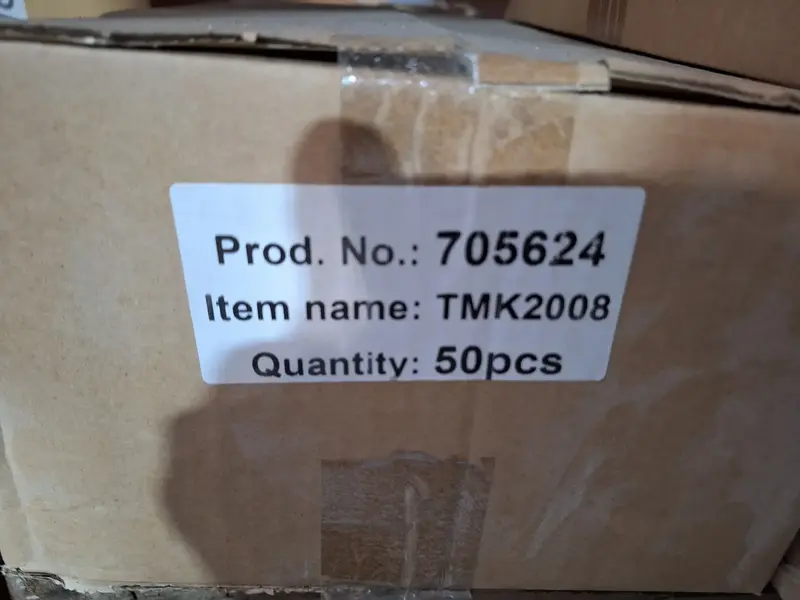 Prod. No.: 705624
Item name: TMK2008
Quantity: 50pcs